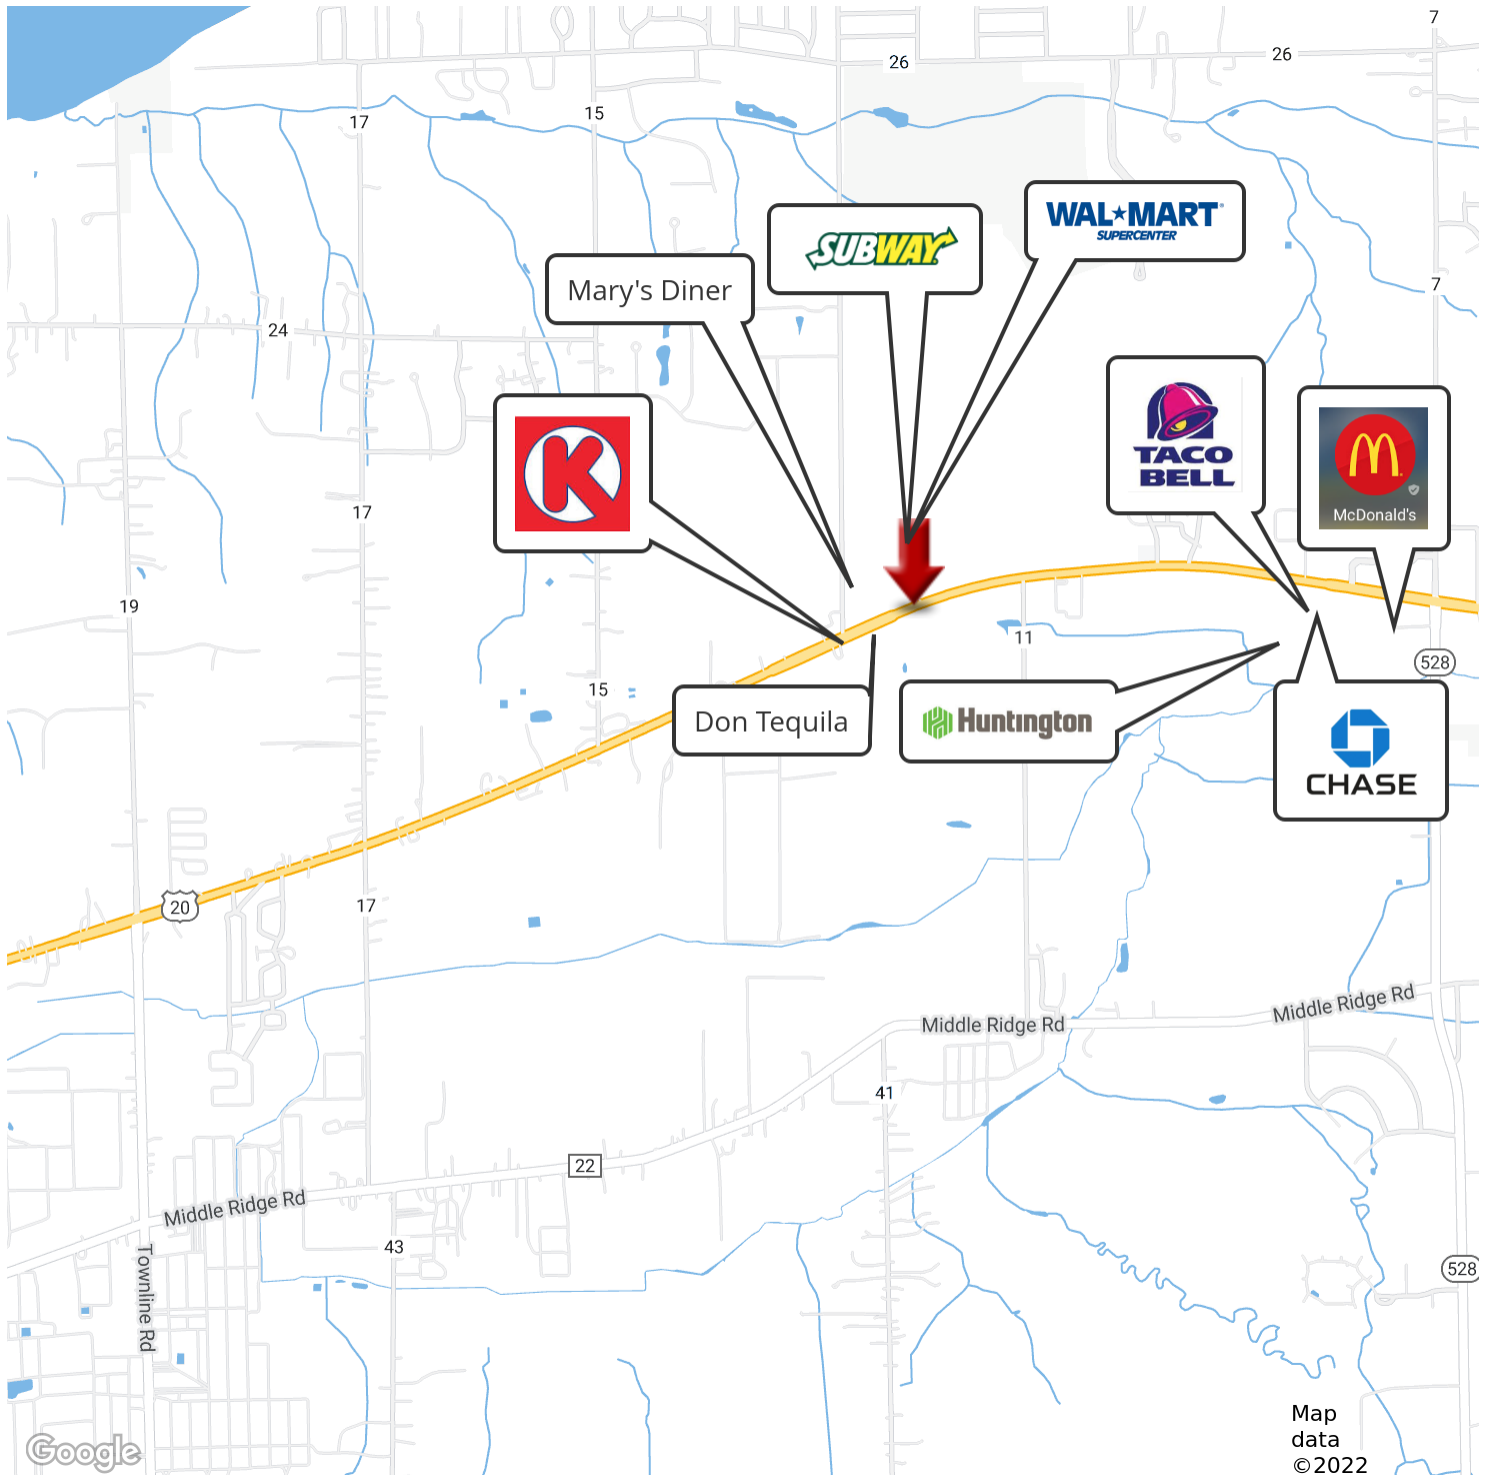 7
26
26
17
15
WAL★MART®
SUPERCENTER
SUBWAY
Mary's Diner
7
24
TACO
BELL
K
McDonald's
17
19
11
528
15
Don Tequila
Huntington
CHASE
20
17
Middle Ridge Rd
Middle Ridge Rd
41
22
Middle Ridge Rd
43
Townline Rd
528
Map
data
©2022
Google